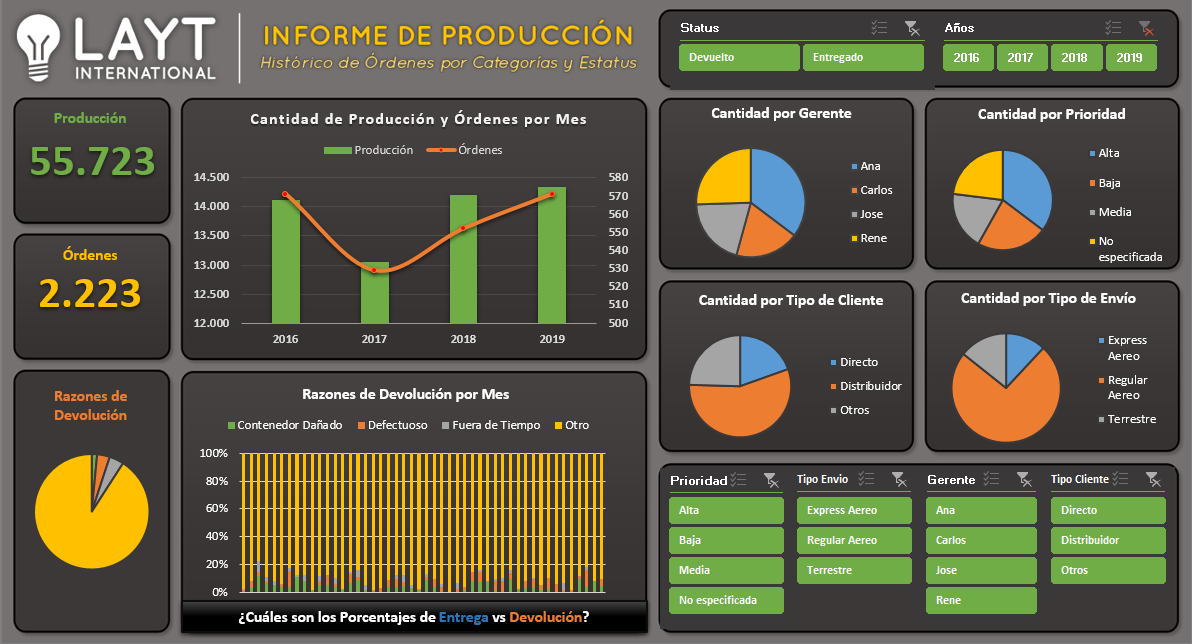 LAYT
INTERNATIONAL
INFORME DE PRODUCCIÓN
Histórico de Órdenes por Categorías y Estatus
Status
Devuelto
Entregado
Años
2016
2017
2018
2019
Producción
55.723
Órdenes
2.223
Razones de
Devolución
Cantidad de Producción y Órdenes por Mes
Producción
Órdenes
14.500
14.000
13.500
13.000
12.500
12.000
580
570
560
550
540
530
520
510
500
2016
2017
2018
2019
Razones de Devolución por Mes
Contenedor Dañado
Defectuoso
Fuera de Tiempo
Otro
100%
80%
60%
40%
20%
0%
¿Cuáles son los Porcentajes de Entrega vs Devolución?
Cantidad por Gerente
Ana
Carlos
Jose
Rene
Cantidad por Prioridad
Alta
Baja
Media
No
especificada
Cantidad por Tipo de Cliente
Directo
Distribuidor
Otros
Cantidad por Tipo de Envío
Express
Aereo
Regular
Aereo
Terrestre
Prioridad
Alta
Baja
Media
No especificada
Tipo Envio
Express Aereo
Regular Aereo
Terrestre
Gerente
Ana
Carlos
Jose
Rene
Tipo Cliente
Directo
Distribuidor
Otros